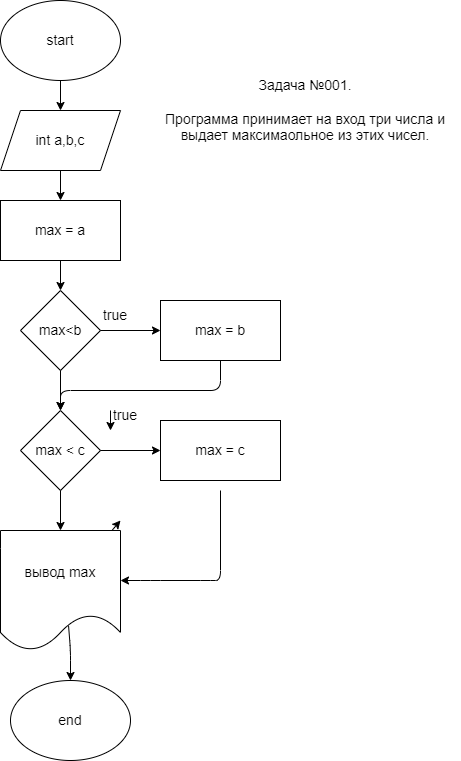 start
Задача №001.
Программа принимает на вход три числа и
выдает максимаольное из этих чисел.
int a,b,c
max = a
true
max<b
max = b
true
max < c
max = c
вывод max
end